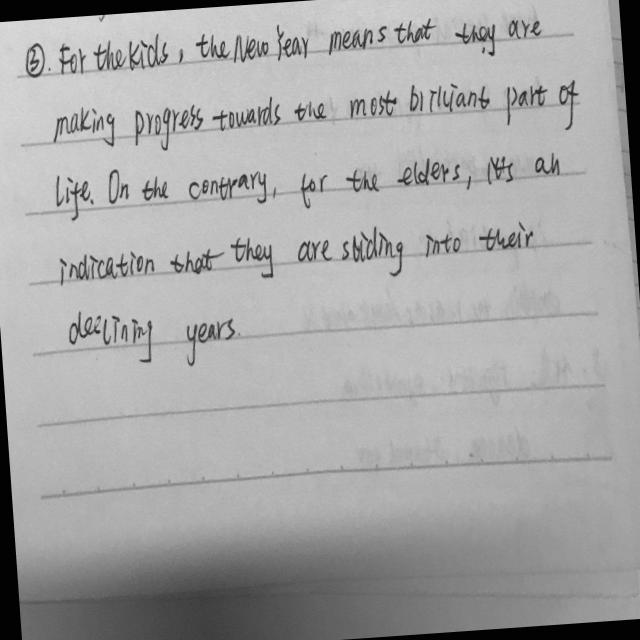 ⑤. For the kids, the New Year means that they are
making progress towards the most brilliant part of
life. On the contrary, for the elders, it's an
indication that they are sliding into their
declining years.